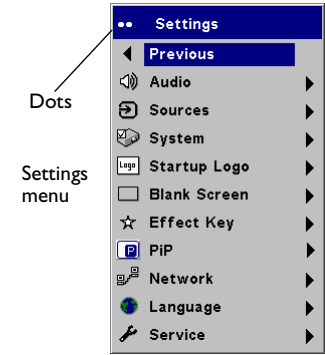 Settings
Previous
Audio
Dots
Sources
System
Logo
Startup Logo
Settings
menu
Blank Screen
Effect Key
P
PiP
Network
Language
Service